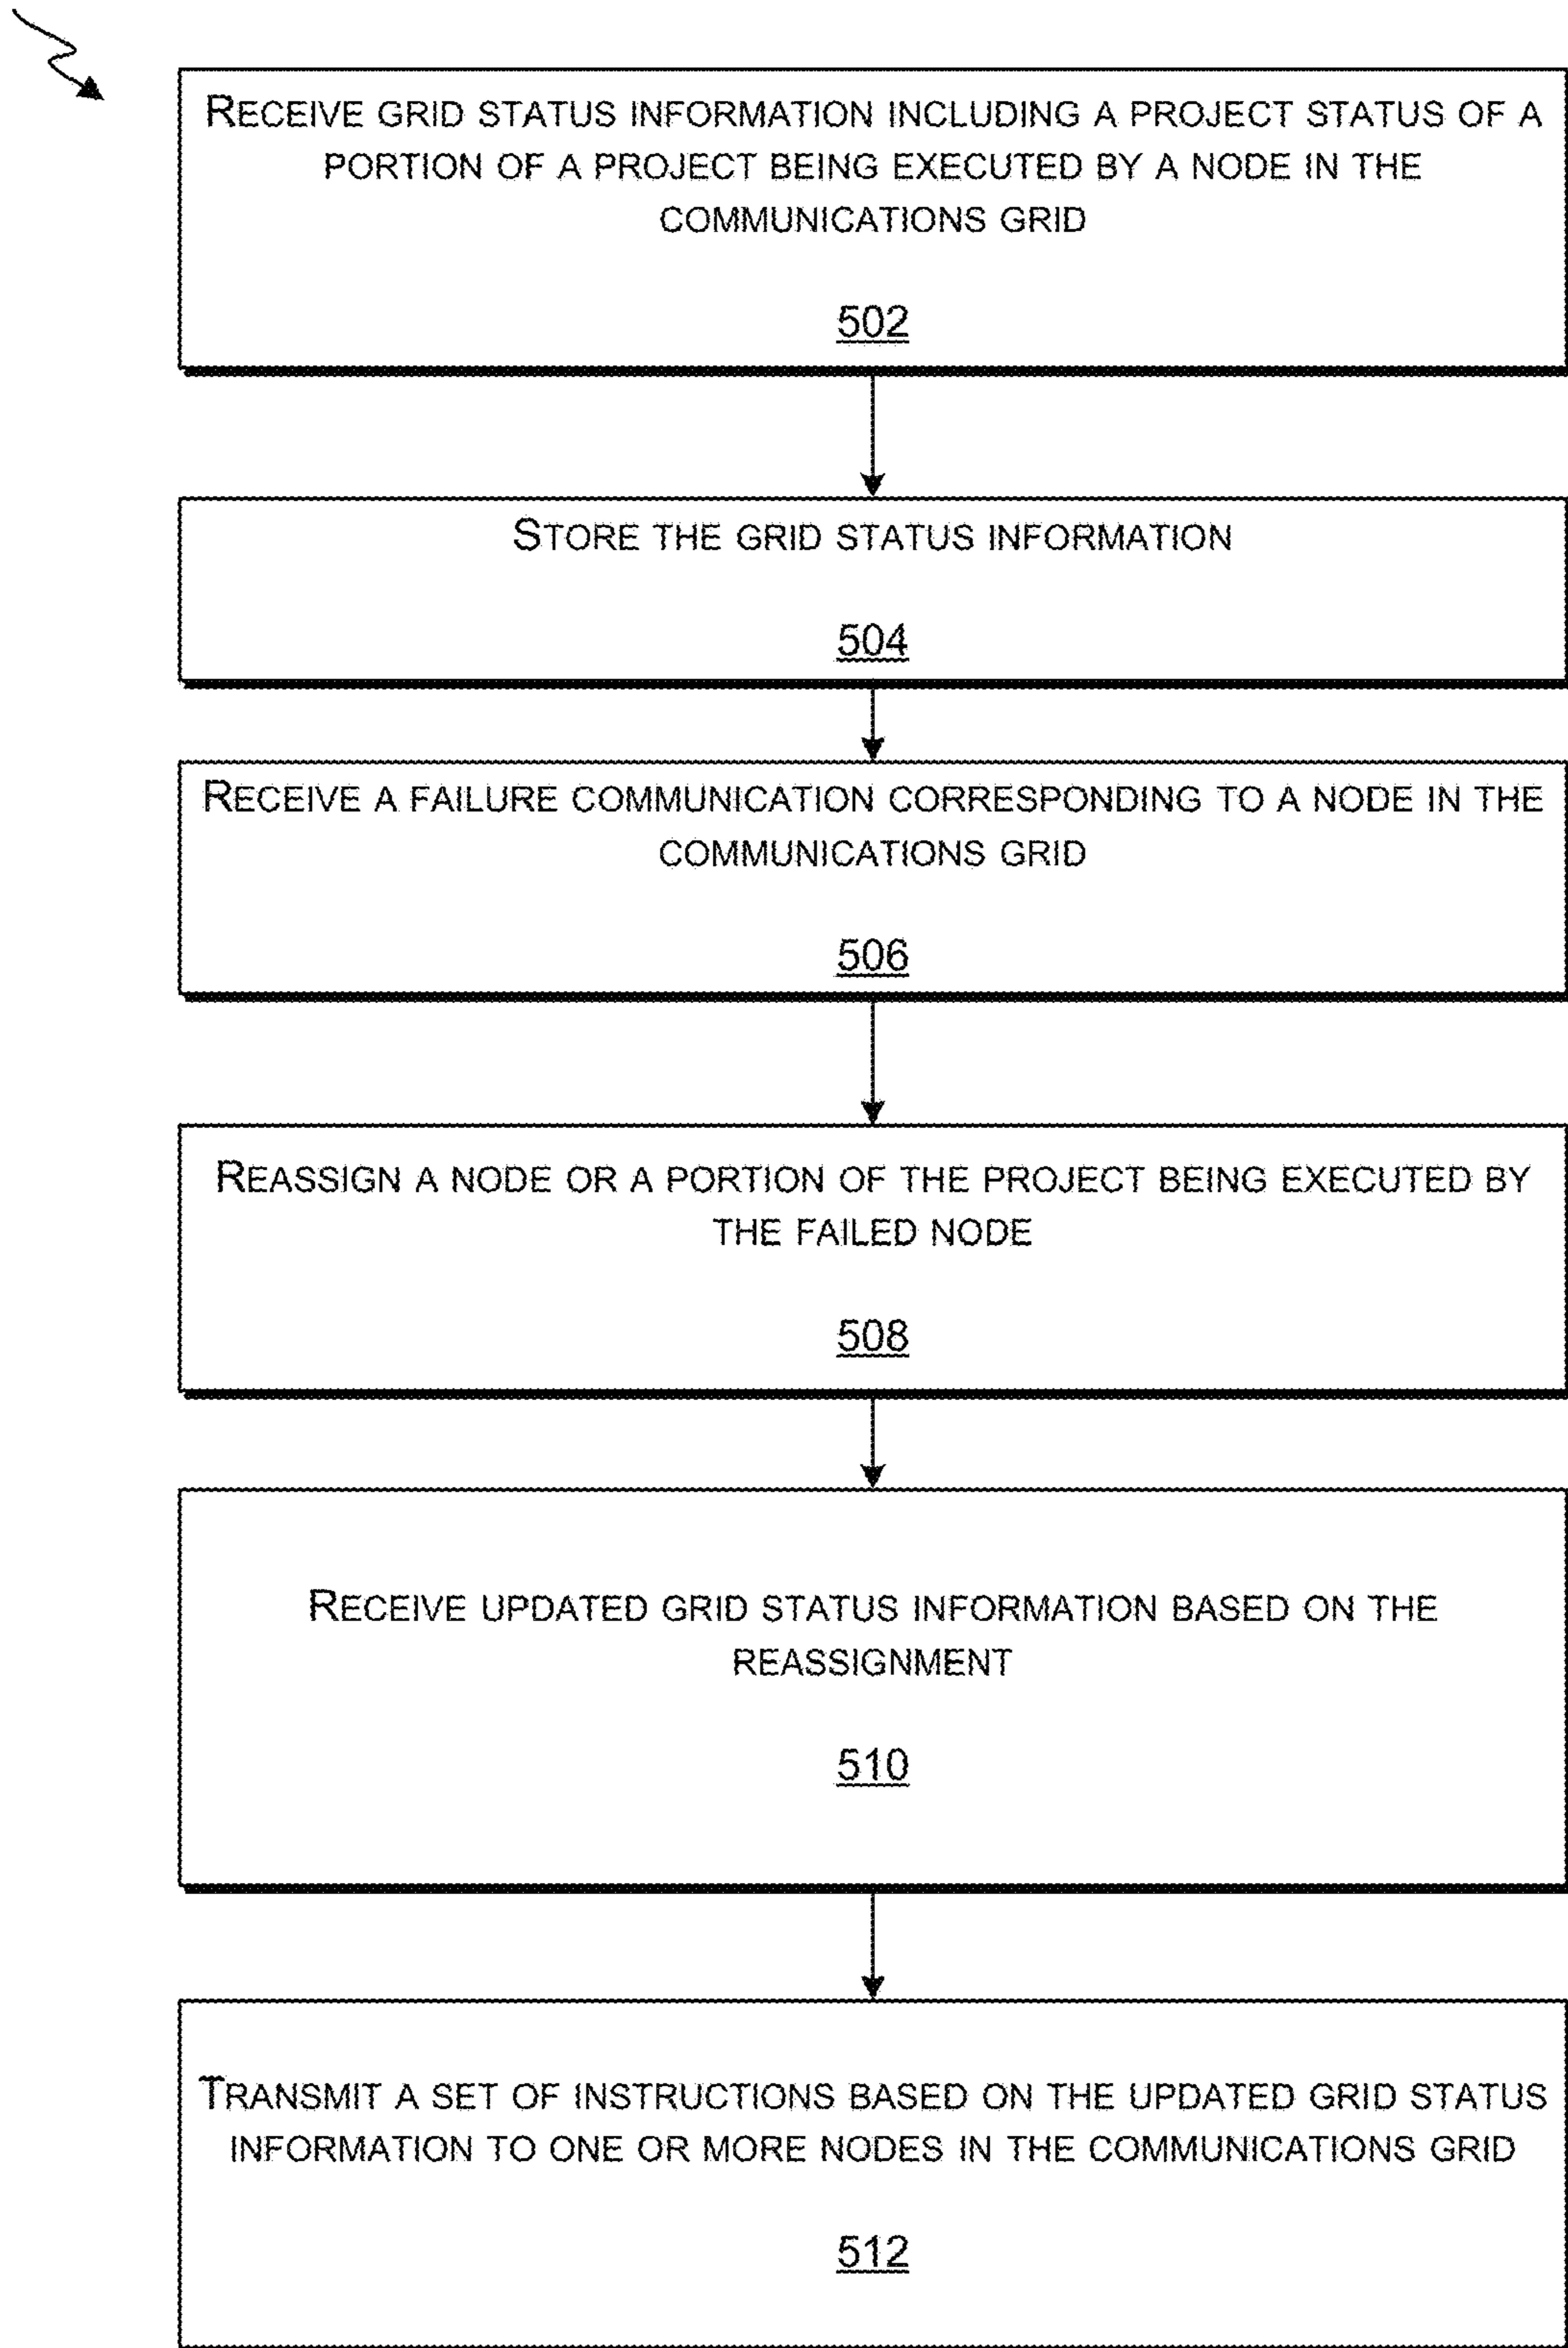 RECEIVE GRID STATUS INFORMATION INCLUDING A PROJECT STATUS OF A
PORTION OF A PROJECT BEING EXECUTED BY A NODE IN THE
COMMUNICATIONS GRID
502
STORE THE GRID STATUS INFORMATION
504
RECEIVE A FAILURE COMMUNICATION CORRESPONDING TO A NODE IN THE
COMMUNICATIONS GRID
506
REASSIGN A NODE OR A PORTION OF THE PROJECT BEING EXECUTED BY
THE FAILED NODE
508
RECEIVE UPDATED GRID STATUS INFORMATION BASED ON THE
REASSIGNMENT
510
TRANSMIT A SET OF INSTRUCTIONS BASED ON THE UPDATED GRID STATUS
INFORMATION TO ONE OR MORE NODES IN THE COMMUNICATIONS GRID
512